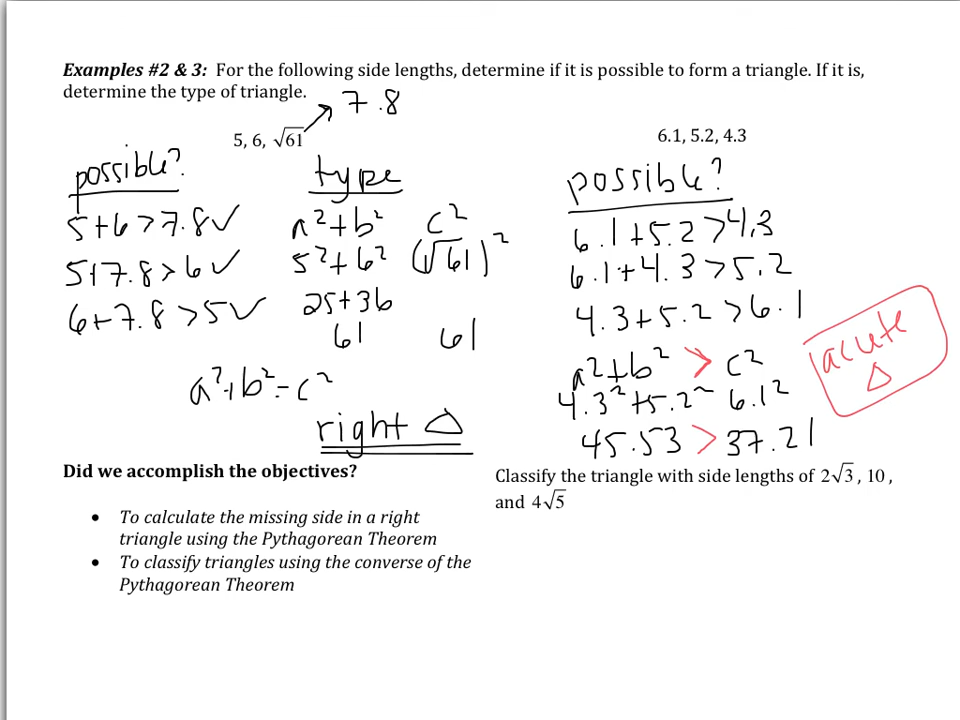 Examples #2 & 3: For the following side lengths, determine if it is possible to form a triangle. If it is,
determine the type of triangle.
7.8
5, 6, √61
possible?
5+6>7.8✓
5+7.8>6✓
6+7.8>5✓
type
a²+b² c²
5²+6² (√61)²
25+36
61 61
a²+b²=c²
right △
6.1, 5.2, 4.3
possible?
6.1+5.2>4.3
6.1+4.3>5.2
4.3+5.2>6.1
a²+b² > c²
4.3²+5.2² 6.1²
45.53 > 37.21
acute
△
Did we accomplish the objectives?
• To calculate the missing side in a right
triangle using the Pythagorean Theorem
• To classify triangles using the converse of the
Pythagorean Theorem
Classify the triangle with side lengths of 2√3, 10,
and 4√5